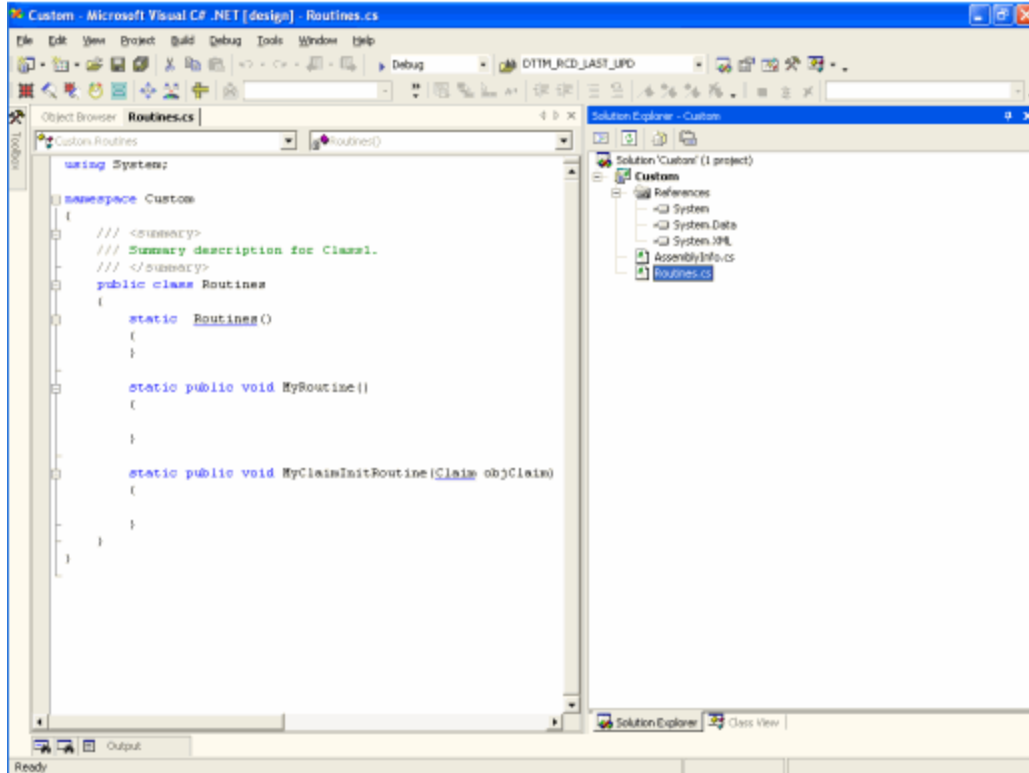 Custom - Microsoft Visual C# .NET [design] - Routines.cs
File Edit View Project Build Debug Tools Window Help
Debug DTTM_RCD_LAST_UPD
Object Browser Routines.cs
Toolbox
Custom.Routines Routines()
using System;
namespace Custom
{
/// <summary>
/// Summary description for Class1.
/// </summary>
public class Routines
{
static Routines()
{
}
static public void MyRoutine()
{
}
static public void MyClaimInitRoutine(Claim objClaim)
{
}
}
}
Solution Explorer - Custom
Solution 'Custom' (1 project)
Custom
References
System
System.Data
System.XML
AssemblyInfo.cs
Routines.cs
Solution Explorer Class View
Output
Ready